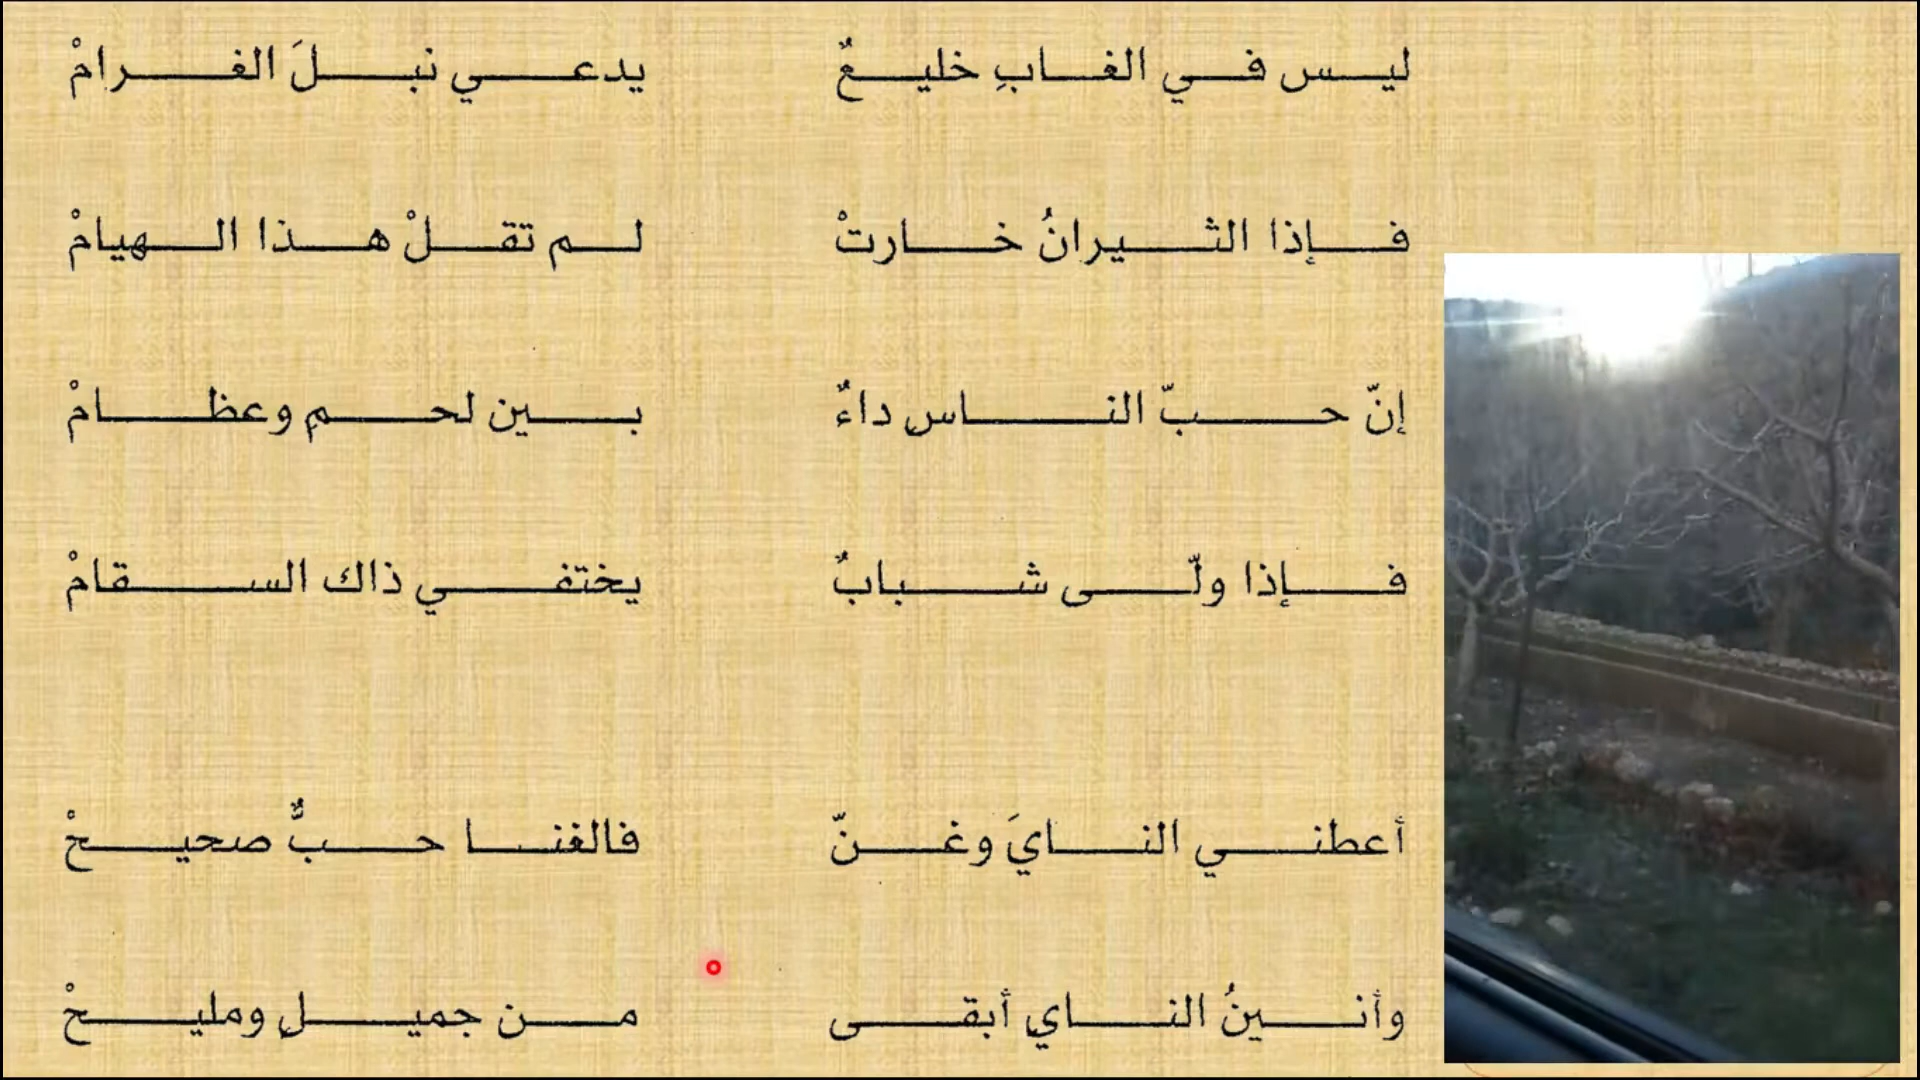 ليس في الغابِ خليعٌ يدعي نبلَ الغرامْ
فإذا الثيرانُ خارتْ لم تقلْ هذا الهيامْ
إنّ حبّ الناسِ داءٌ بين لحمٍ وعظامْ
فإذا ولّى شبابٌ يختفي ذاك السقامْ
أعطني النايَ وغنّ فالغنا حبٌّ صحيحْ
وأنينُ الناي أبقى من جميلٍ ومليحْ